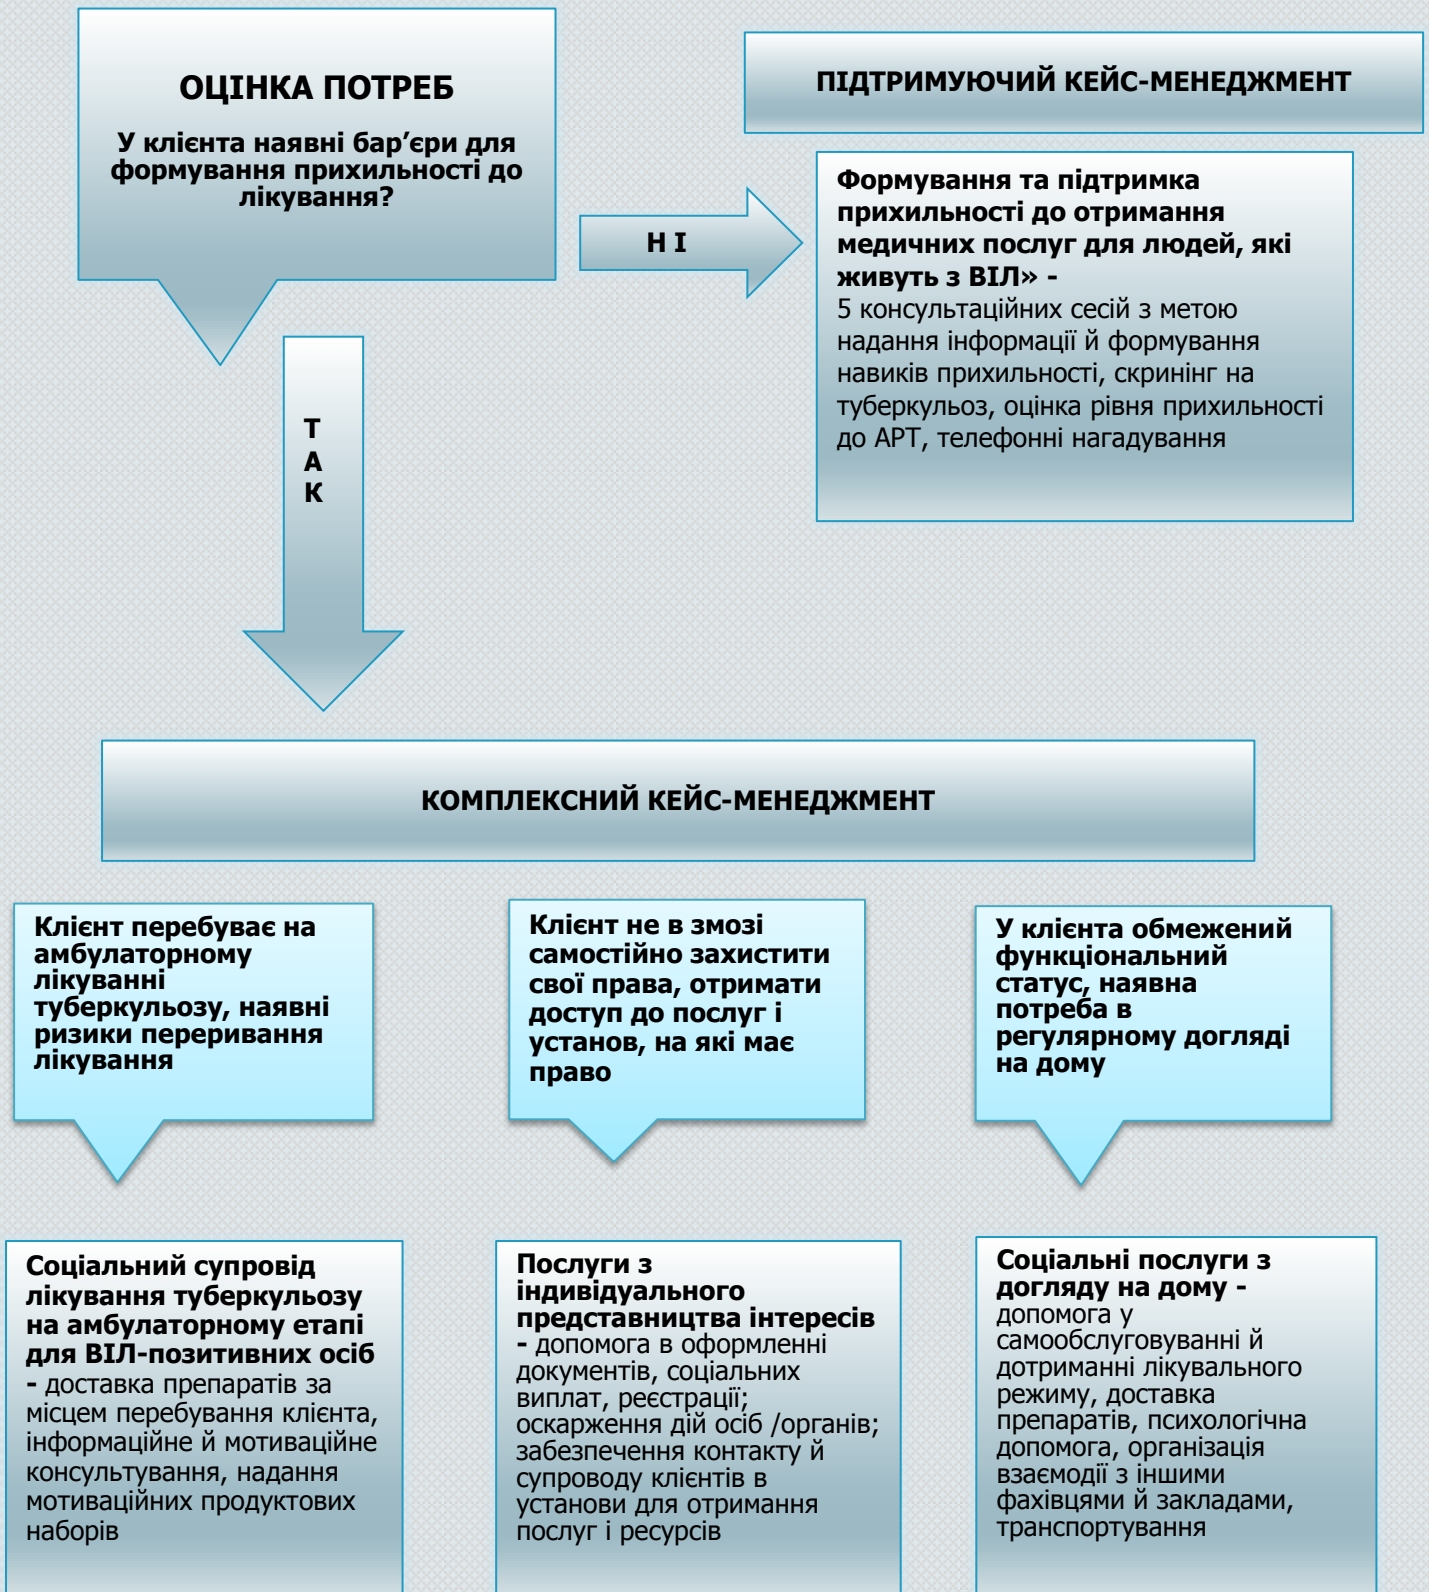 ОЦІНКА ПОТРЕБ
У клієнта наявні бар’єри для
формування прихильності до
лікування?
Н І
ПІДТРИМУЮЧИЙ КЕЙС-МЕНЕДЖМЕНТ
Формування та підтримка
прихильності до отримання
медичних послуг для людей, які
живуть з ВІЛ» -
5 консультаційних сесій з метою
надання інформації й формування
навиків прихильності, скринінг на
туберкульоз, оцінка рівня прихильності
до АРТ, телефонні нагадування
Т
А
К
КОМПЛЕКСНИЙ КЕЙС-МЕНЕДЖМЕНТ
Клієнт перебуває на
амбулаторному
лікуванні
туберкульозу, наявні
ризики переривання
лікування
Клієнт не в змозі
самостійно захистити
свої права, отримати
доступ до послуг і
установ, на які має
право
У клієнта обмежений
функціональний
статус, наявна
потреба в
регулярному догляді
на дому
Соціальний супровід
лікування туберкульозу
на амбулаторному етапі
для ВІЛ-позитивних осіб
- доставка препаратів за
місцем перебування клієнта,
інформаційне й мотиваційне
консультування, надання
мотиваційних продуктових
наборів
Послуги з
індивідуального
представництва інтересів
- допомога в оформленні
документів, соціальних
виплат, реєстрації;
оскарження дій осіб /органів;
забезпечення контакту й
супроводу клієнтів в
установи для отримання
послуг і ресурсів
Соціальні послуги з
догляду на дому -
допомога у
самообслуговуванні й
дотриманні лікувального
режиму, доставка
препаратів, психологічна
допомога, організація
взаємодії з іншими
фахівцями й закладами,
транспортування